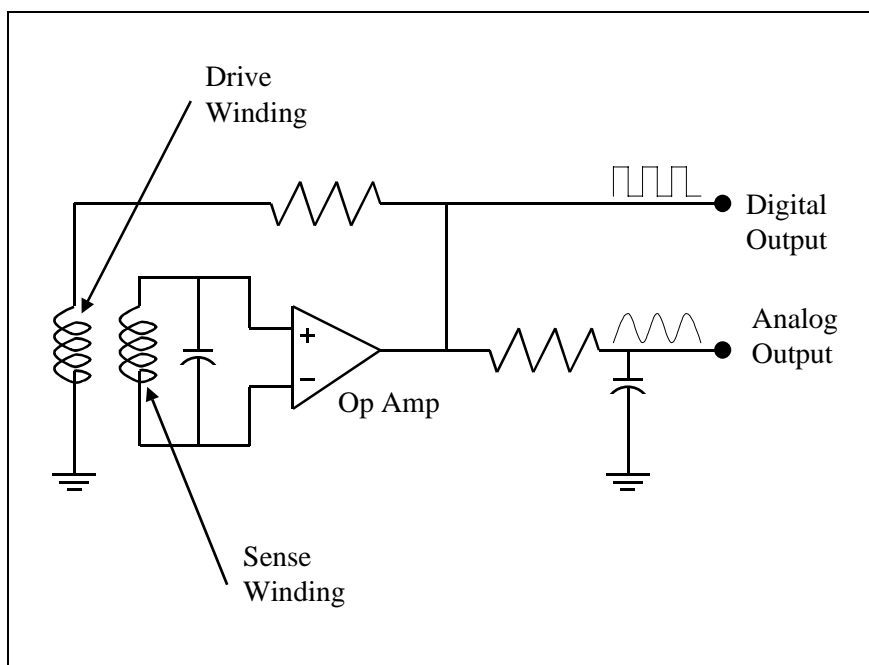 Drive
Winding
Digital
Output
Analog
Output
+
−
Op Amp
Sense
Winding